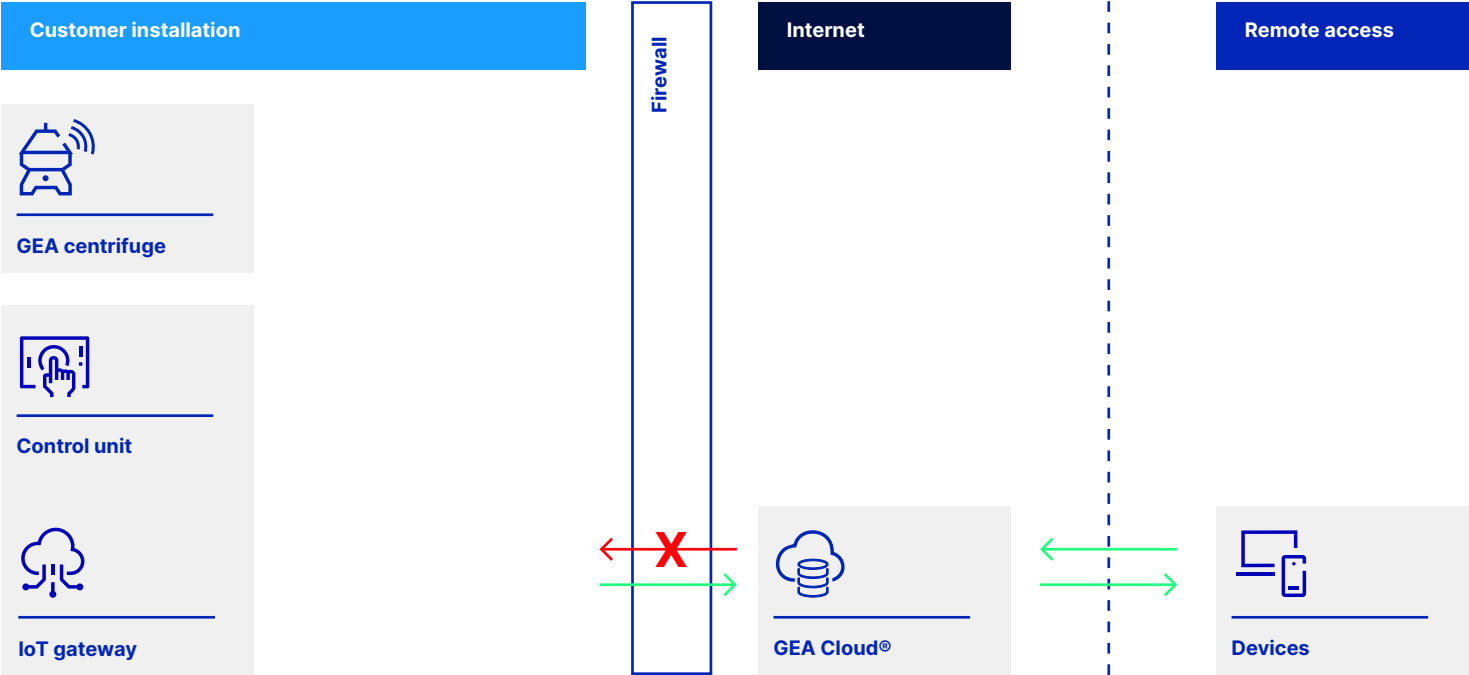 Customer installation
Firewall
Internet
Remote access
GEA centrifuge
Control unit
IoT gateway
X
GEA Cloud®
Devices